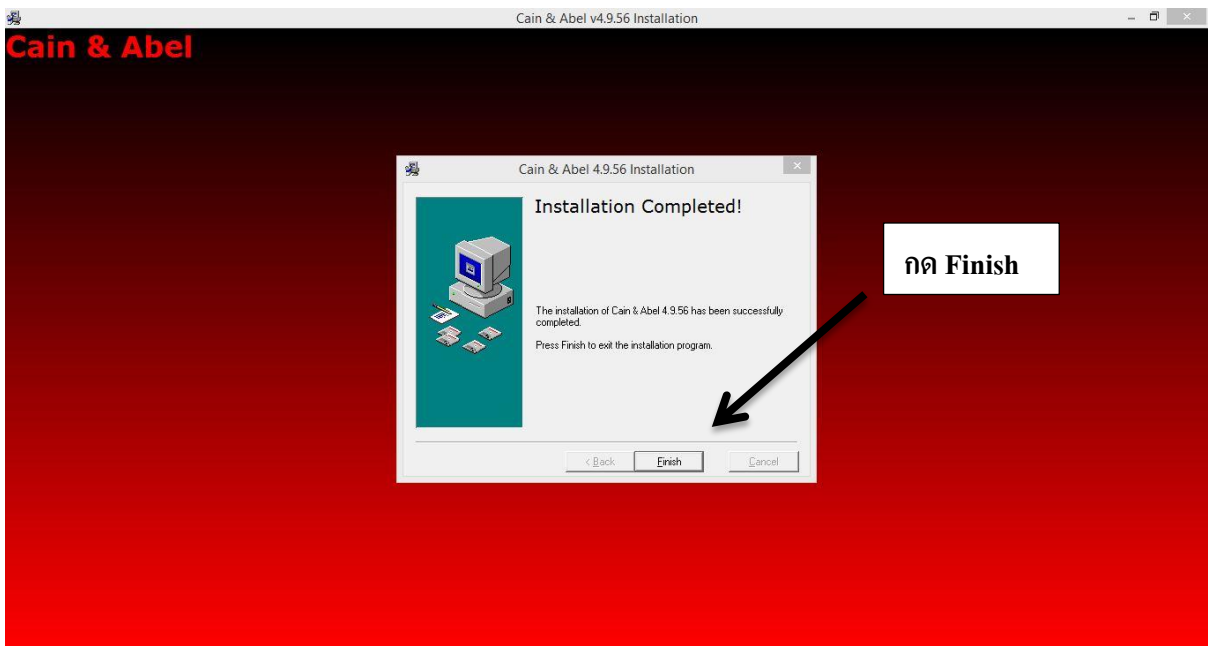 Cain & Abel v4.9.56 Installation
Cain & Abel
Cain & Abel 4.9.56 Installation
Installation Completed!
กด Finish
The installation of Cain & Abel 4.9.56 has been successfully
completed.
Press Finish to exit the installation program.
< Back
Finish
Cancel